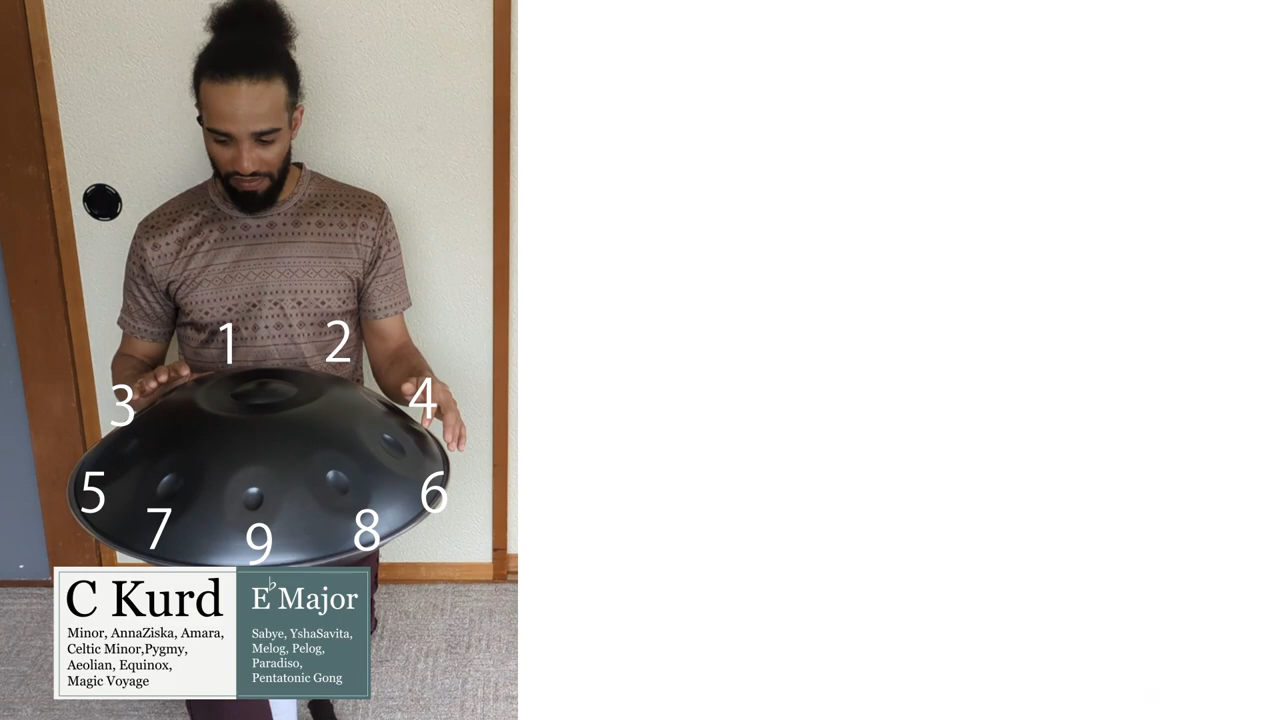 1 2
3 4
5 6
7 8
9
C Kurd
Minor, AnnaZiska, Amara,
Celtic Minor,Pygmy,
Aeolian, Equinox,
Magic Voyage
E♭Major
Sabye, YshaSavita,
Melog, Pelog,
Paradiso,
Pentatonic Gong